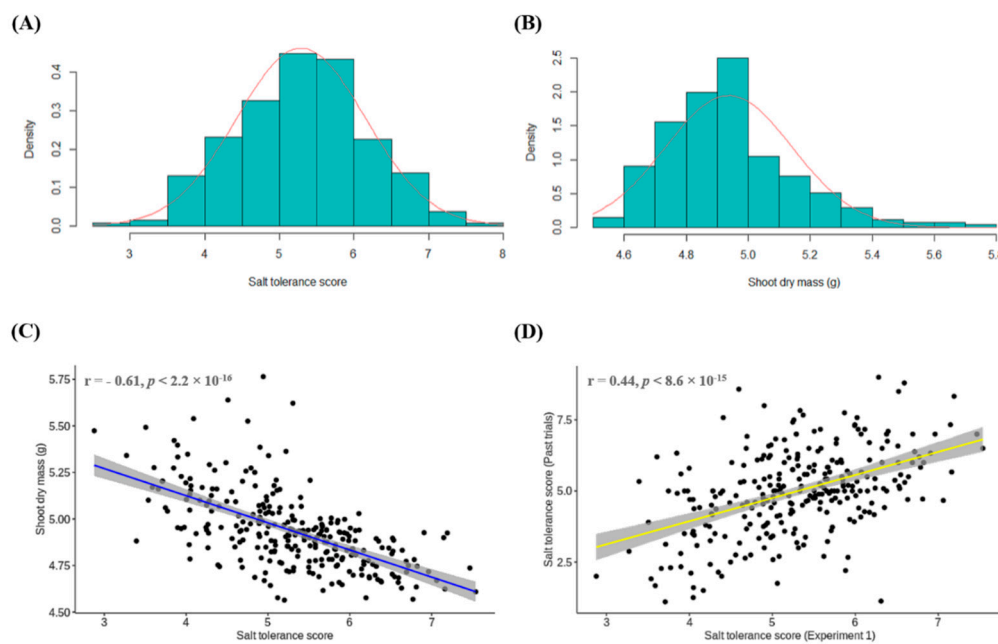 (A)
(B)
Density
0.0 0.1 0.2 0.3 0.4
3 4 5 6 7 8
Salt tolerance score
Density
0.0 0.5 1.0 1.5 2.0 2.5
4.6 4.8 5.0 5.2 5.4 5.6 5.8
Shoot dry mass (g)
(C)
(D)
r = - 0.61, p < 2.2 × 10-16
Shoot dry mass (g)
5.75
5.50
5.25
5.00
4.75
4.50
3 4 5 6 7
Salt tolerance score
r = 0.44, p < 8.6 × 10-15
Salt tolerance score (Past trials)
7.5
5.0
2.5
3 4 5 6 7
Salt tolerance score (Experiment 1)